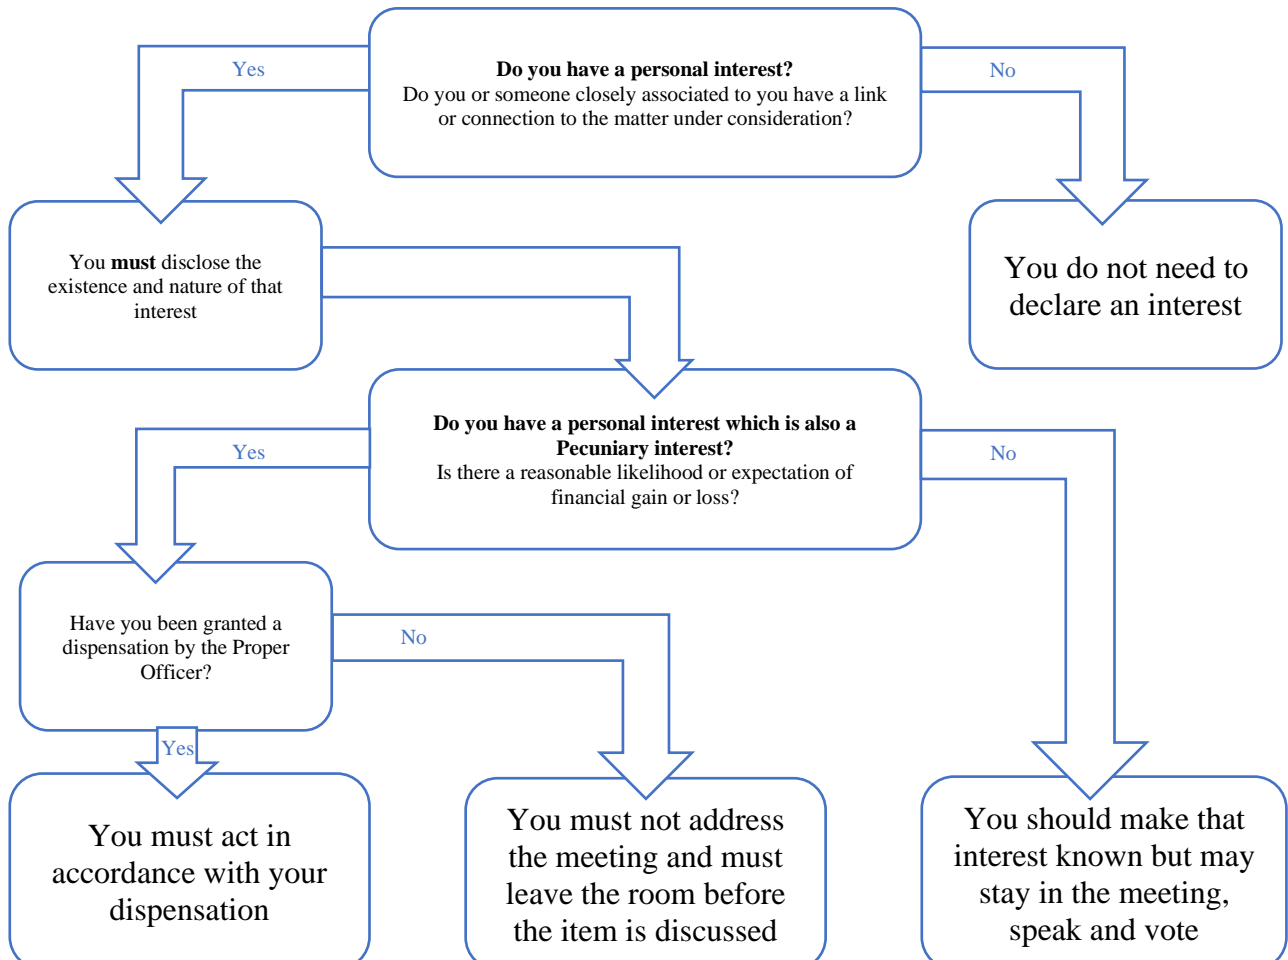 Yes
Do you have a personal interest?
Do you or someone closely associated to you have a link
or connection to the matter under consideration?
No
You must disclose the
existence and nature of that
interest
You do not need to
declare an interest
Yes
Do you have a personal interest which is also a
Pecuniary interest?
Is there a reasonable likelihood or expectation of
financial gain or loss?
No
Have you been granted a
dispensation by the Proper
Officer?
No
Yes
You must act in
accordance with your
dispensation
You must not address
the meeting and must
leave the room before
the item is discussed
You should make that
interest known but may
stay in the meeting,
speak and vote